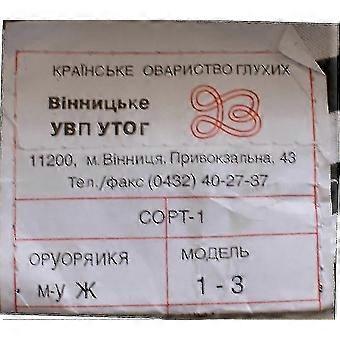 КРАЇНСЬКЕ ОВАРИСТВО ГЛУХИХ
Вінницьке
УВП УТОГ
11200, м. Вінниця, Привокзальна, 43
Тел./факс (0432) 40-27-37
СОРТ-1
ОРUОРЯИКЯ
МОДЕЛЬ
м-у Ж
1 - 3